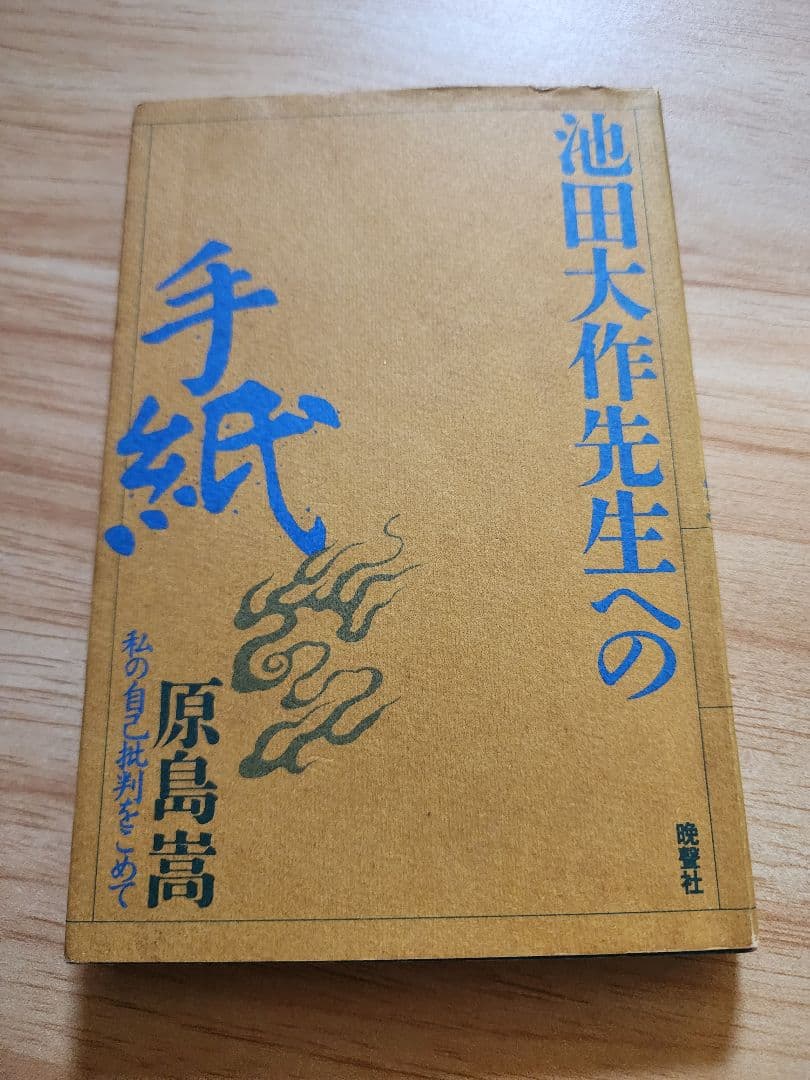 池田大作先生への
手紙
原島嵩
私の自己批判をこめて
晩聲社